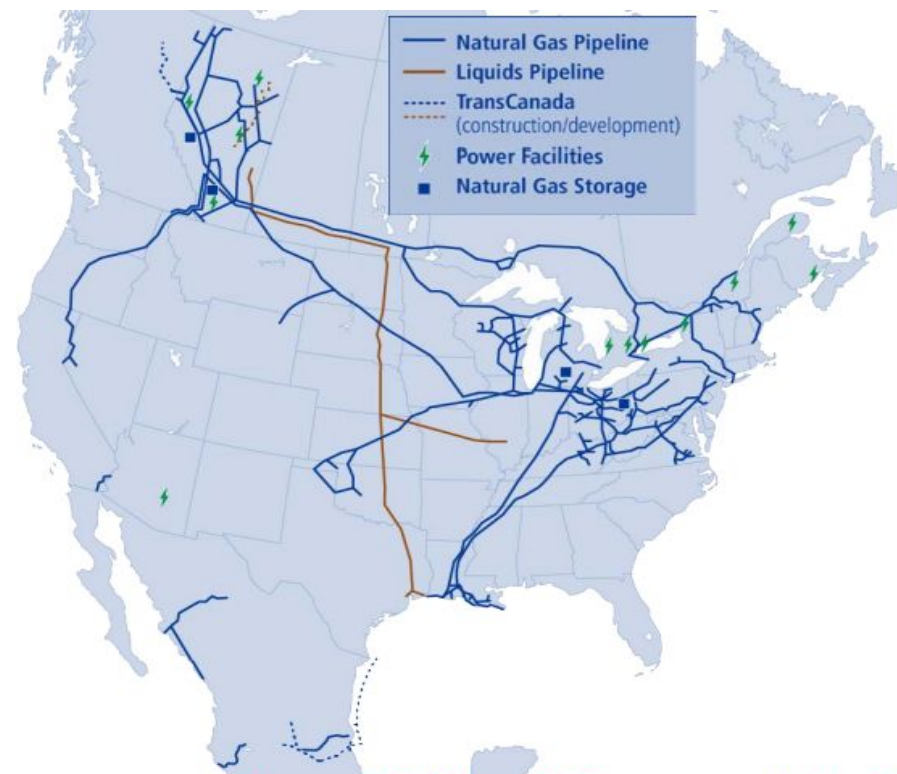 Natural Gas Pipeline
Liquids Pipeline
TransCanada
(construction/development)
Power Facilities
Natural Gas Storage